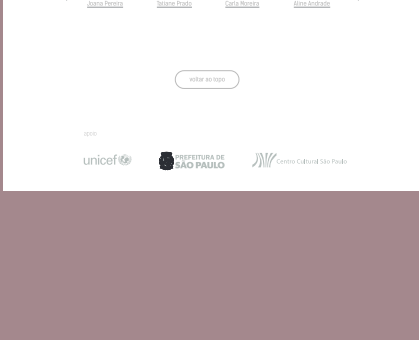 Joana Pereira Tatiane Prado Carla Moreira Aline Andrade
voltar ao topo
apoio
unicef
PREFEITURA DE
SÃO PAULO
Centro Cultural São Paulo